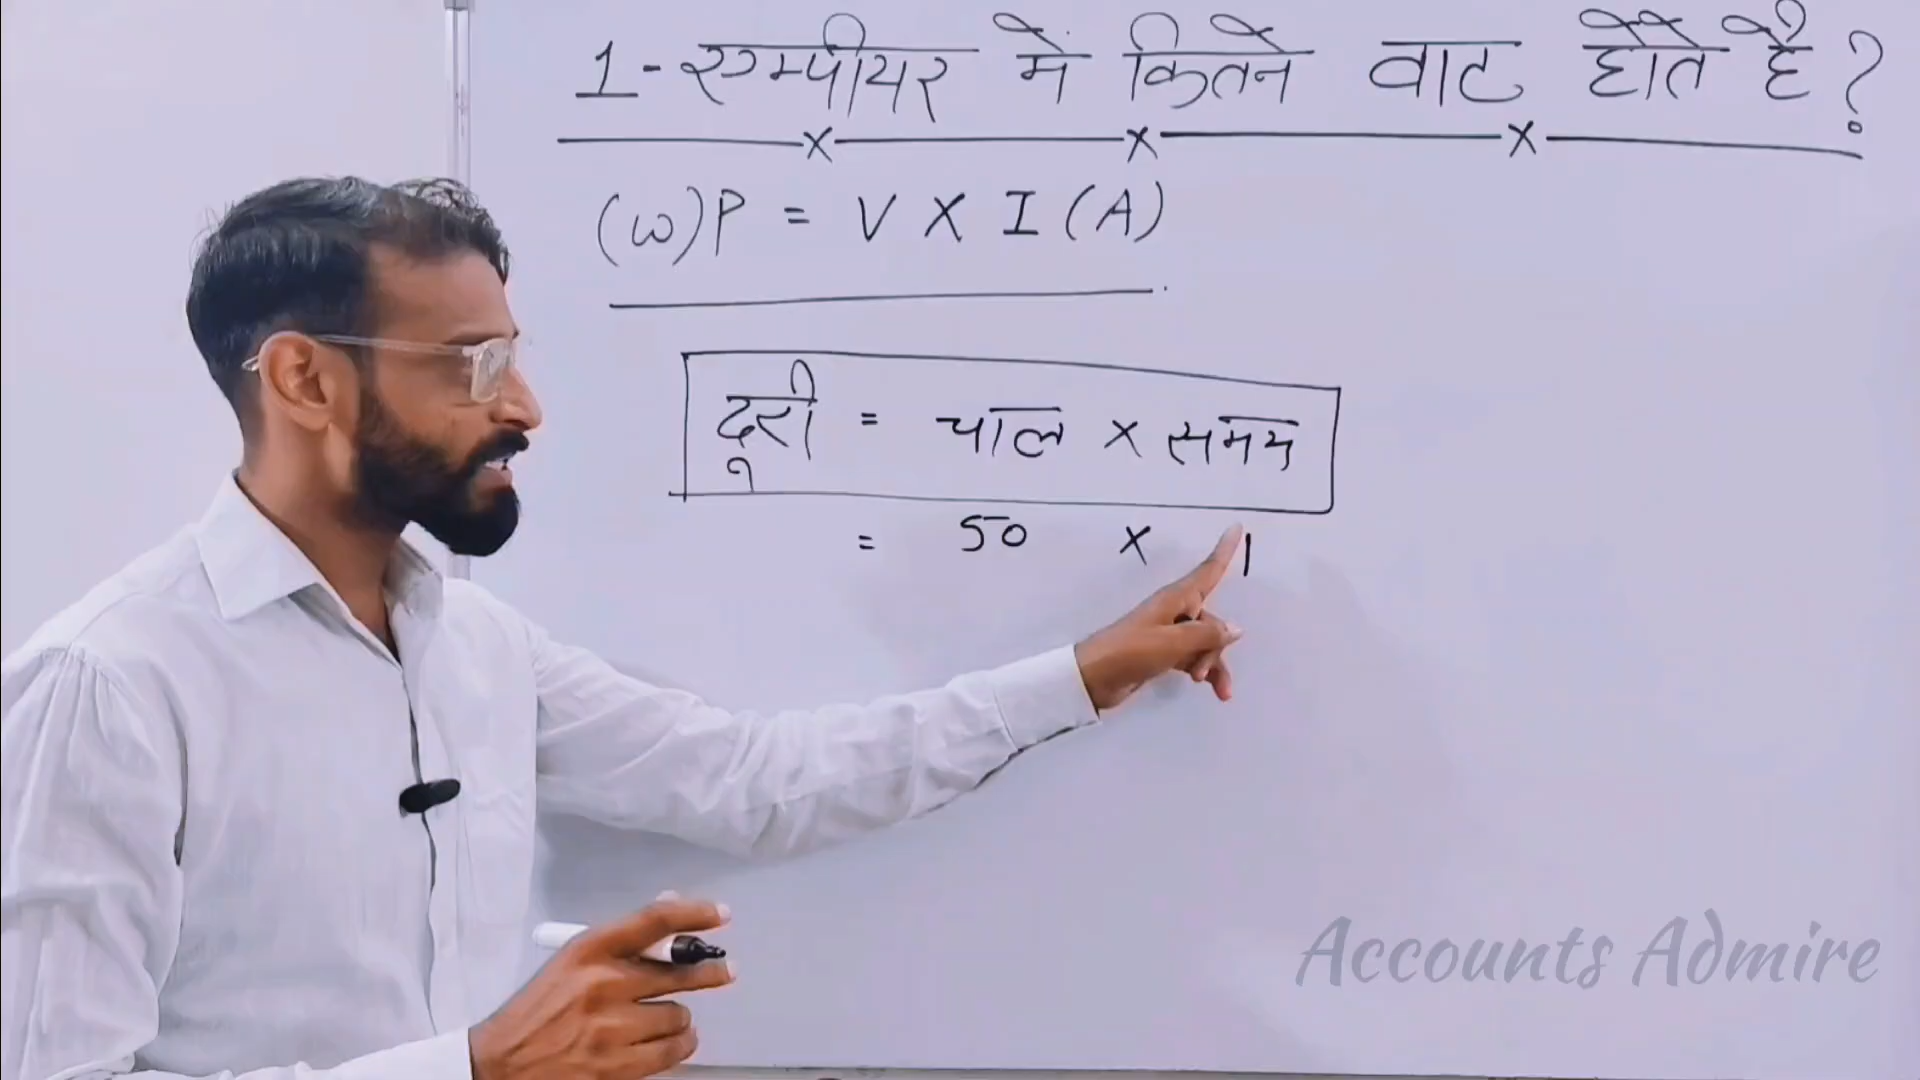 1-एम्पीयर में कितने वाट होते है?
(W)P = V X I (A)
दूरी = चाल X समय
= 50 X 1
Accounts Admire